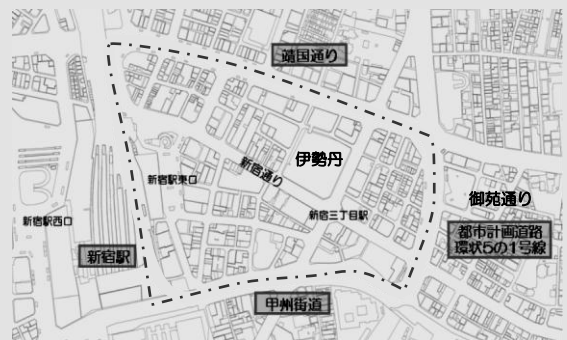 靖国通り
伊勢丹
新宿通り
新宿駅東口
御苑通り
新宿三丁目駅
新宿駅西口
都市計画道路
環状5の1号線
新宿駅
甲州街道